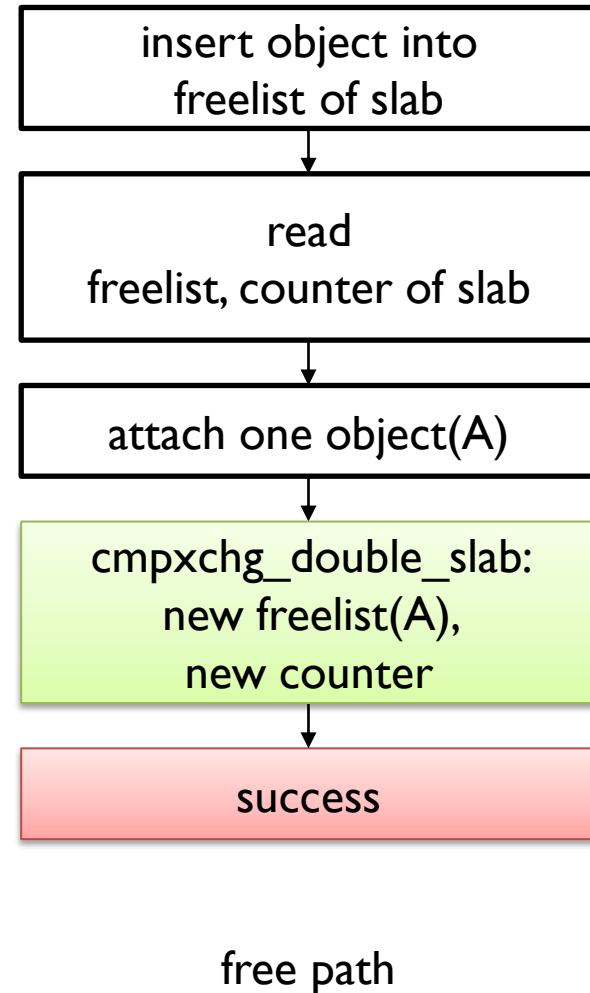 insert object into
freelist of slab
read
freelist, counter of slab
attach one object(A)
cmpxchg_double_slab:
new freelist(A),
new counter
success
free path